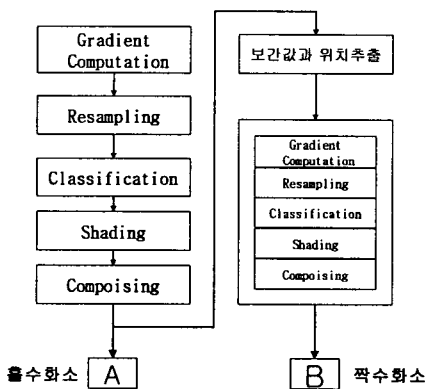 Gradient
Computation
Resampling
Classification
Shading
Compoising
홀수화소
A
보간값과 위치추출
Gradient
Computation
Resampling
Classification
Shading
Compoising
B
짝수화소